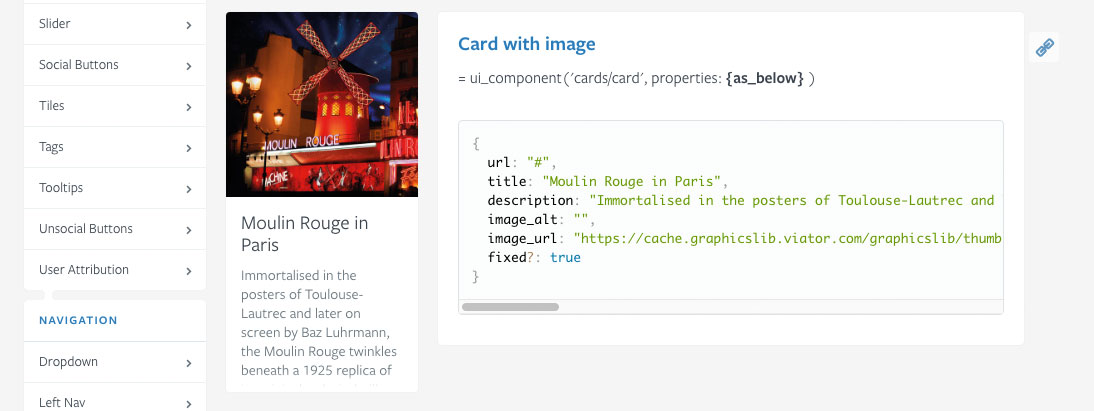 Slider
Social Buttons
Tiles
Tags
Tooltips
Unsocial Buttons
User Attribution
NAVIGATION
Dropdown
Left Nav
MOULIN ROUGE
Moulin Rouge in
Paris
Immortalised in the
posters of Toulouse-
Lautrec and later on
screen by Baz Luhrmann,
the Moulin Rouge twinkles
beneath a 1925 replica of
Card with image
= ui_component('cards/card', properties: {as_below} )
{
url: "#",
title: "Moulin Rouge in Paris",
description: "Immortalised in the posters of Toulouse-Lautrec and
image_alt: "",
image_url: "https://cache.graphicslib.viator.com/graphicslib/thumb
fixed?: true
}